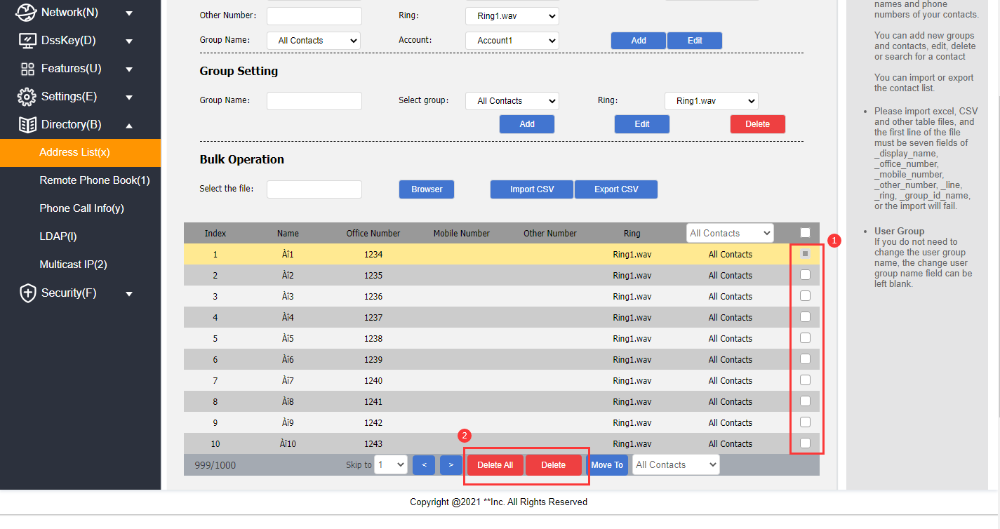 Network(N)
DssKey(D)
Features(U)
Settings(E)
Directory(B)
Address List(x)
Remote Phone Book(1)
Phone Call Info(y)
LDAP(l)
Multicast IP(2)
Security(F)
Other Number:
Ring:
Ring1.wav
Group Name:
All Contacts
Account:
Account1
Add
Edit
Group Setting
Group Name:
Select group:
All Contacts
Ring:
Ring1.wav
Add
Edit
Delete
Bulk Operation
Select the file:
Browser
Import CSV
Export CSV
Index Name Office Number Mobile Number Other Number Ring All Contacts
1 Àî1 1234 Ring1.wav All Contacts
2 Àî2 1235 Ring1.wav All Contacts
3 Àî3 1236 Ring1.wav All Contacts
4 Àî4 1237 Ring1.wav All Contacts
5 Àî5 1238 Ring1.wav All Contacts
6 Àî6 1239 Ring1.wav All Contacts
7 Àî7 1240 Ring1.wav All Contacts
8 Àî8 1241 Ring1.wav All Contacts
9 Àî9 1242 Ring1.wav All Contacts
10 Àî10 1243 Ring1.wav All Contacts
1
2
999/1000 Skip to 1 < > Delete All Delete Move To All Contacts
names and phone
numbers of your contacts.
You can add new groups
and contacts, edit, delete
or search for a contact
You can import or export
the contact list.
Please import excel, CSV
and other table files, and
the first line of the file
must be seven fields of
_display_name,
_office_number,
_mobile_number,
_other_number, _line,
_ring, _group_id_name,
or the import will fail.
User Group
If you do not need to
change the user group
name, the change user
group name field can be
left blank.
Copyright @2021 **Inc. All Rights Reserved